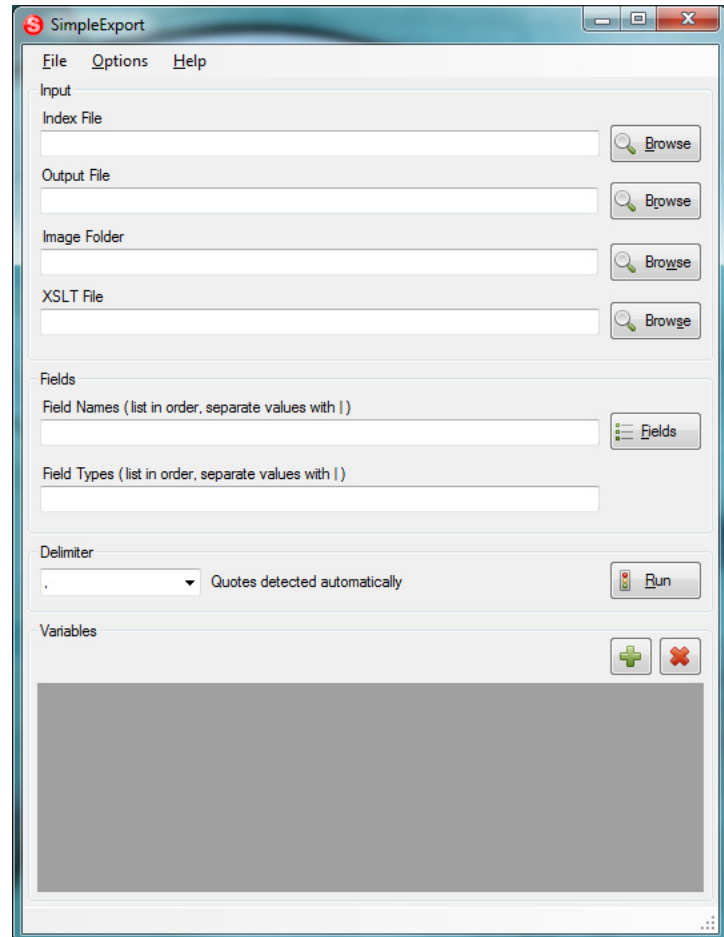 SimpleExport
File Options Help
Input
Index File
Browse
Output File
Browse
Image Folder
Browse
XSLT File
Browse
Fields
Field Names (list in order, separate values with |)
Fields
Field Types (list in order, separate values with |)
Delimiter
, Quotes detected automatically Run
Variables